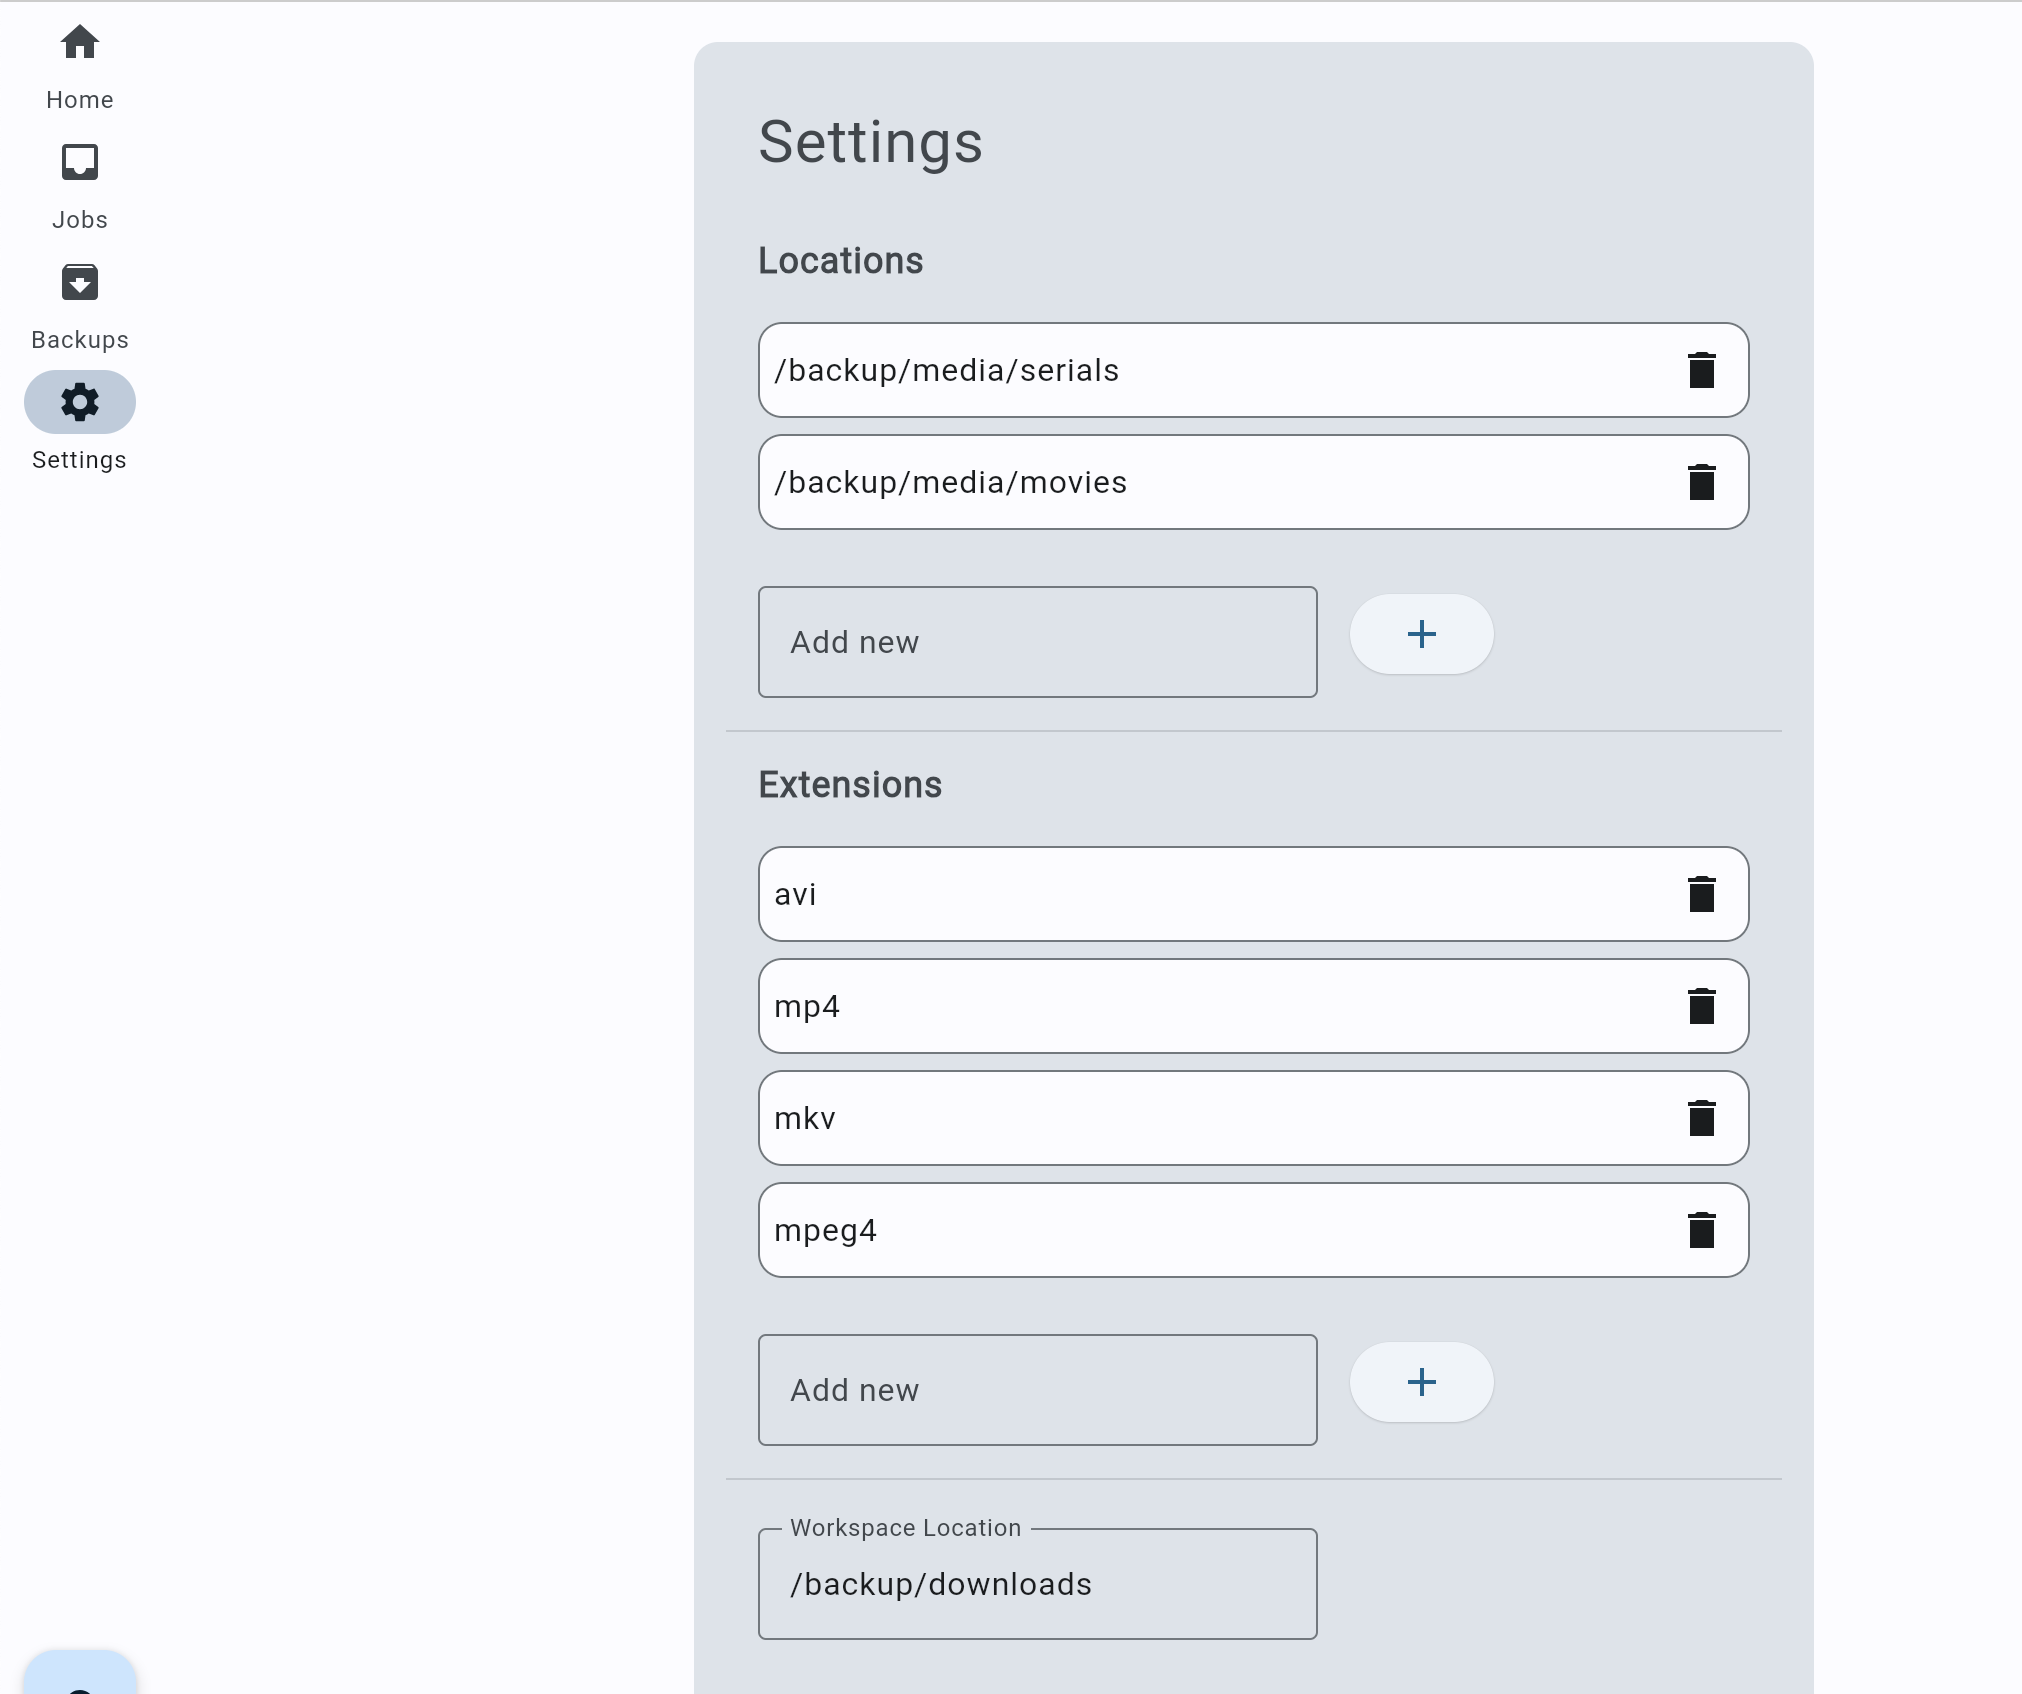 Home
Jobs
Backups
Settings
Settings
Locations
/backup/media/serials
/backup/media/movies
Add new
Extensions
avi
mp4
mkv
mpeg4
Add new
Workspace Location
/backup/downloads